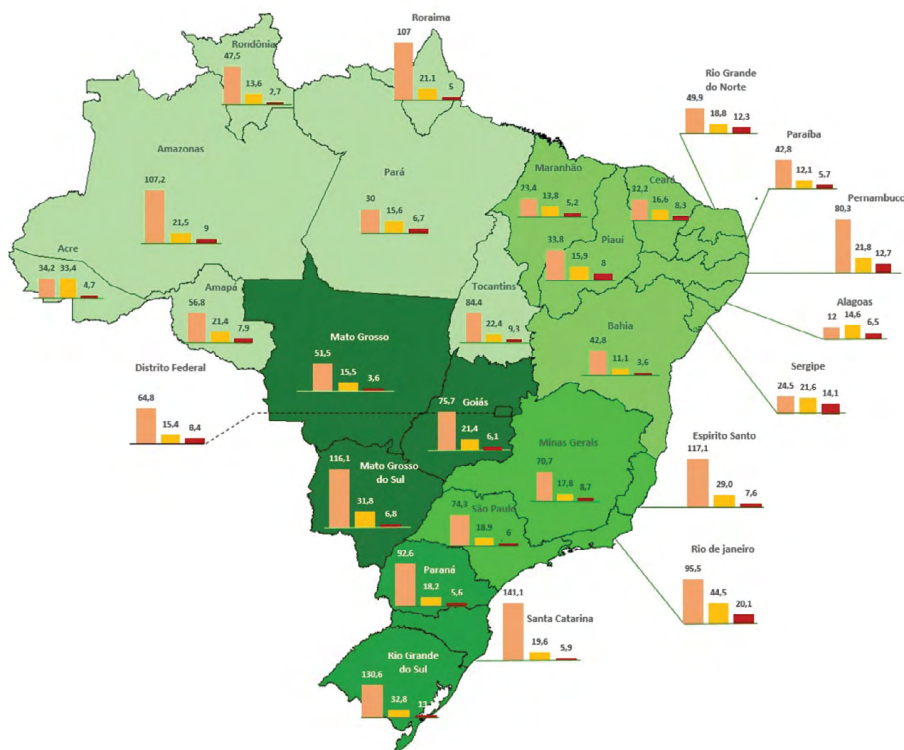 Roraima
107
21.1
5
Rondônia
47,5
13,6
2,7
Rio Grande
do Norte
49,9
18,8
12,3
Paraíba
42,8
12,1
5,7
Pernambuco
80,3
21,8
12,7
Amazonas
107,2
21,5
9
Pará
30
15,6
6,7
Maranhão
23,4
13,8
5,2
Ceará
32,2
16,6
8,3
Piauí
33.8
15,9
8
Acre
34,2
33,4
4,7
Amapá
56.8
21,4
7,9
Tocantins
84.4
22,4
9,3
Alagoas
12
14,6
6,5
Mato Grosso
51,5
15,5
3,6
Bahia
42,8
11,1
3,6
Sergipe
24.5
21,6
14,1
Distrito Federal
64,8
15.4
8,4
Goiás
75,7
21,4
6,1
Minas Gerais
70,7
17,8
8,7
Espirito Santo
117,1
29,0
7,6
Mato Grosso
do Sul
116,1
31,8
6,8
São Paulo
74,3
18,9
6
Rio de janeiro
95,5
44,5
20,1
Paraná
92,6
18,2
5,6
Santa Catarina
141,1
19,6
5,9
Rio Grande
do Sul
130,6
32,8